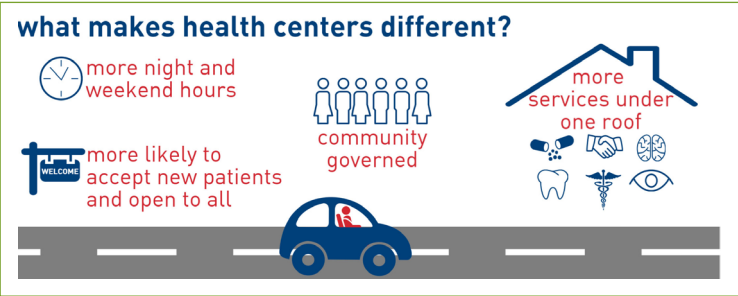 what makes health centers different?
more night and
weekend hours
WELCOME
more likely to
accept new patients
and open to all
community
governed
more
services under
one roof